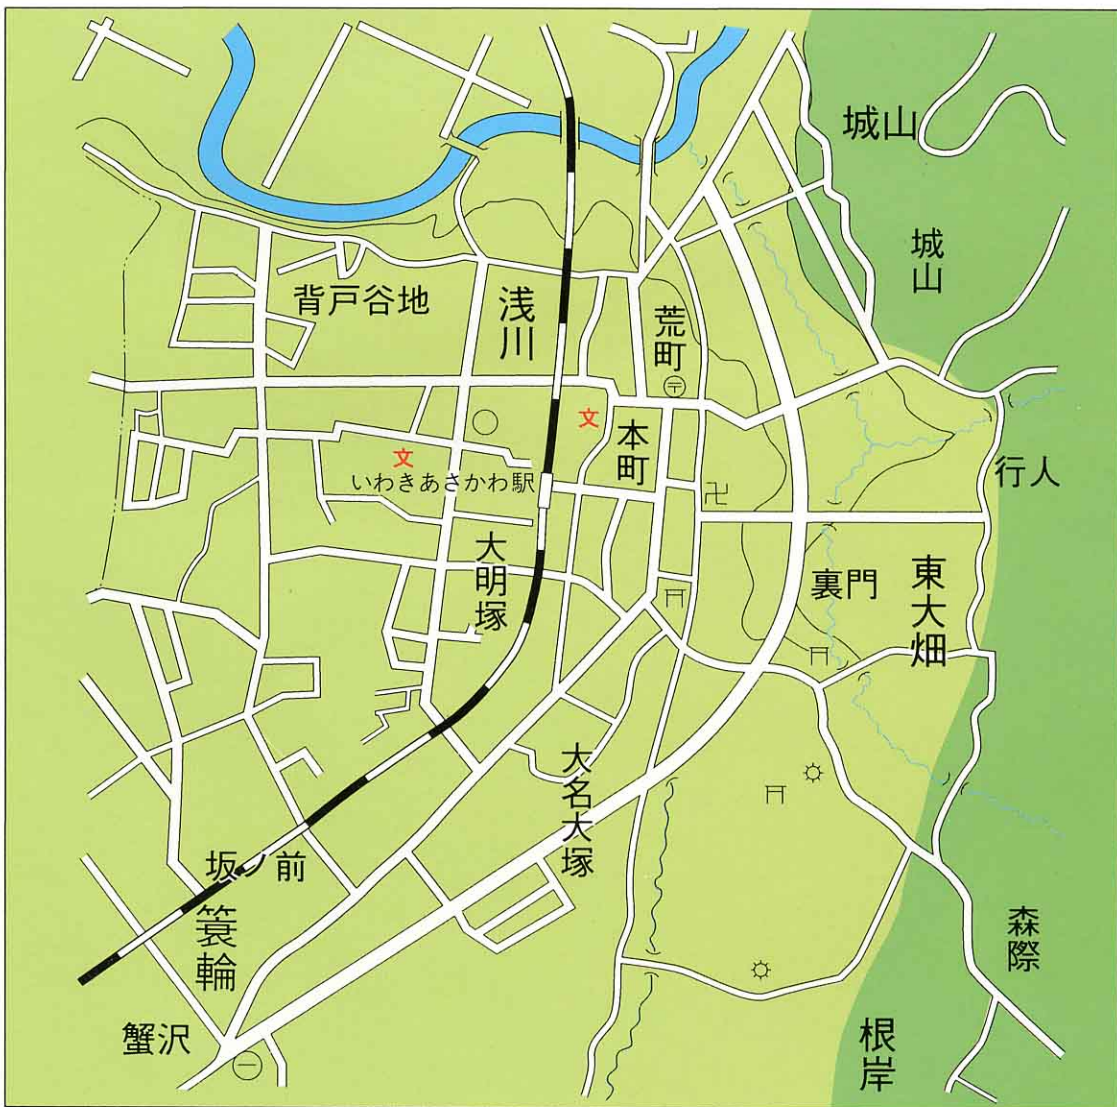 城山
城山
背戸谷地
浅川
荒町
〒
文
本町
文
いわきあさかわ駅
卍
行人
大明塚
裏門
東大畑
大名大塚
坂ノ前
簑輪
森際
蟹沢
根岸